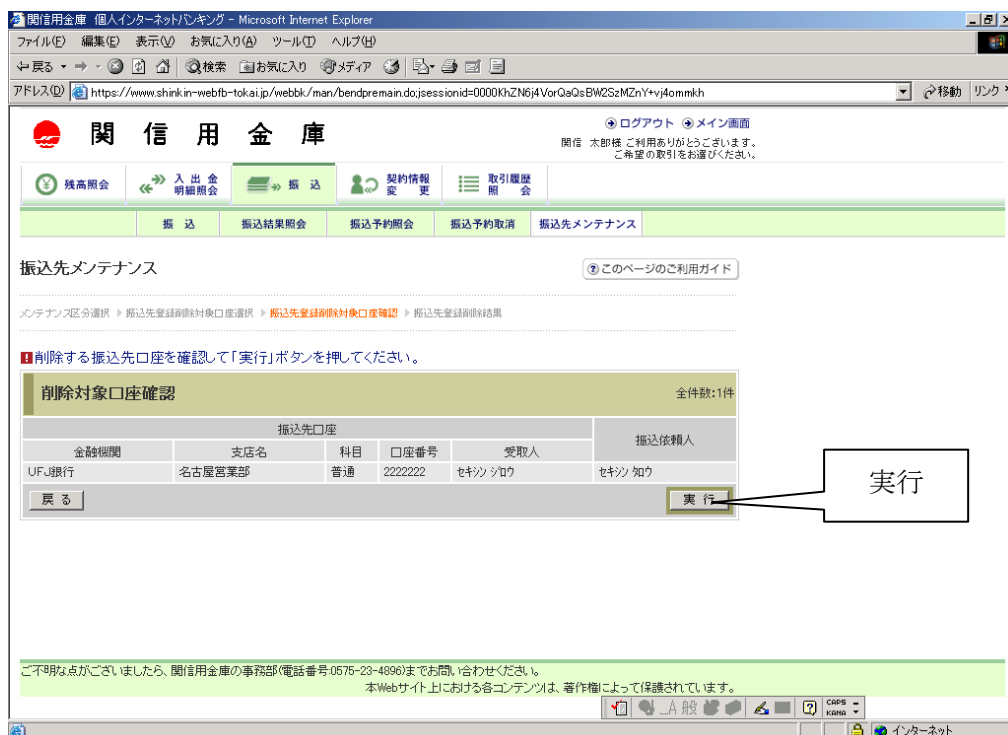 関信用金庫 個人インターネットバンキング - Microsoft Internet Explorer
ファイル(F) 編集(E) 表示(V) お気に入り(A) ツール(T) ヘルプ(H)
戻る 検索 お気に入り メディア
アドレス(D) https://www.shinkin-webfb-tokai.jp/webbk/man/bendpremain.do;jsessionid=0000KhZN6j4VorQaQsBW2SzMZnY+vj4ommkh 移動 リンク
関信用金庫
ログアウト メイン画面
関信 太郎様 ご利用ありがとうございます。
ご希望の取引をお選びください。
残高照会 入出金明細照会 振込 契約情報変更 取引履歴照会
振込 振込結果照会 振込予約照会 振込予約取消 振込先メンテナンス
振込先メンテナンス
?このページのご利用ガイド
メンテナンス区分選択 ▶ 振込先登録削除対象口座選択 ▶ 振込先登録削除対象口座確認 ▶ 振込先登録削除結果
削除する振込先口座を確認して「実行」ボタンを押してください。
削除対象口座確認 全件数:1件
振込先口座 振込依頼人
金融機関 支店名 科目 口座番号 受取人
UFJ銀行 名古屋営業部 普通 2222222 セキシン ジロウ セキシン タロウ
戻る 実行
実行
ご不明な点がございましたら、関信用金庫の事務部(電話番号:0575-23-4896)までお問い合わせください。
本Webサイト上における各コンテンツは、著作権によって保護されています。
_A 般 CAPS
KANA
インターネット